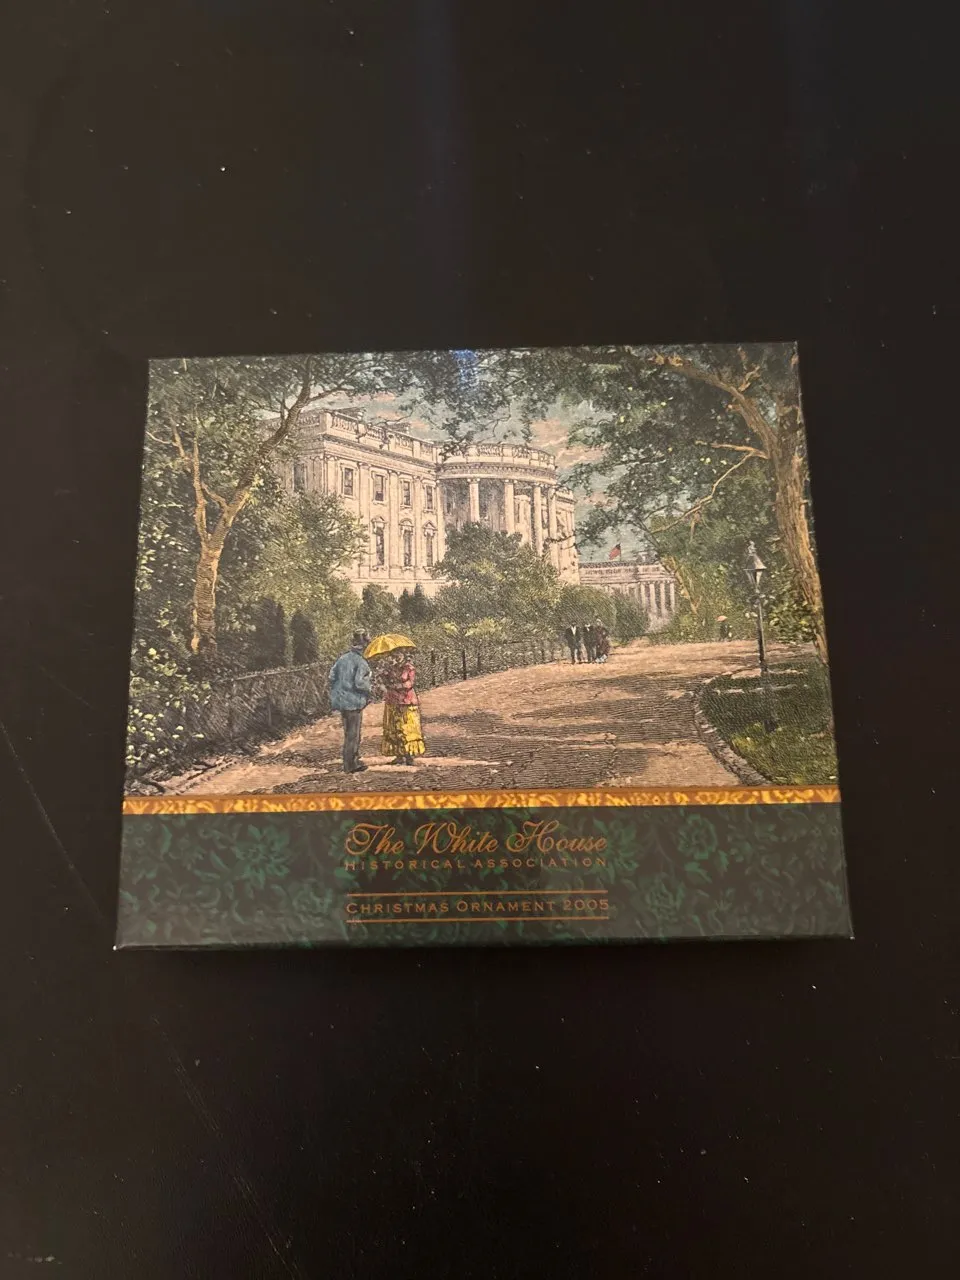 The White House
HISTORICAL ASSOCIATION
CHRISTMAS ORNAMENT 2005